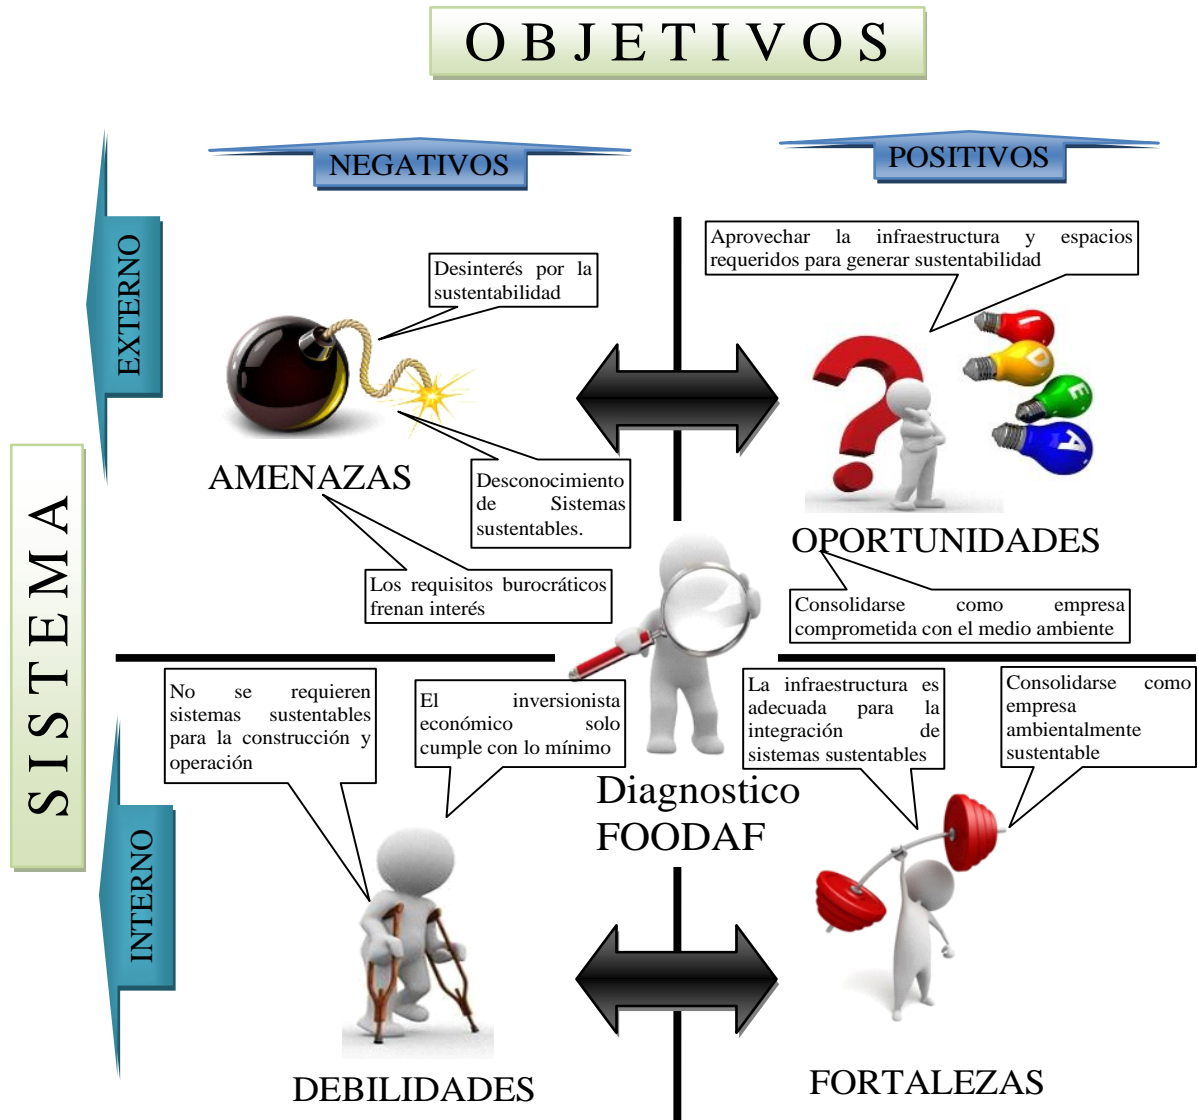 O B J E T I V O S
NEGATIVOS
POSITIVOS
EXTERNO
Desinterés por la
sustentabilidad
Aprovechar la infraestructura y espacios
requeridos para generar sustentabilidad
I
D
E
A
AMENAZAS
Desconocimiento
de Sistemas
sustentables.
OPORTUNIDADES
Los requisitos burocráticos
frenan interés
Consolidarse como empresa
comprometida con el medio ambiente
S I S T E M A
No se requieren
sistemas sustentables
para la construcción y
operación
El inversionista
económico solo
cumple con lo mínimo
La infraestructura es
adecuada para la
integración de
sistemas sustentables
Consolidarse como
empresa
ambientalmente
sustentable
Diagnostico
FOODAF
INTERNO
DEBILIDADES
FORTALEZAS